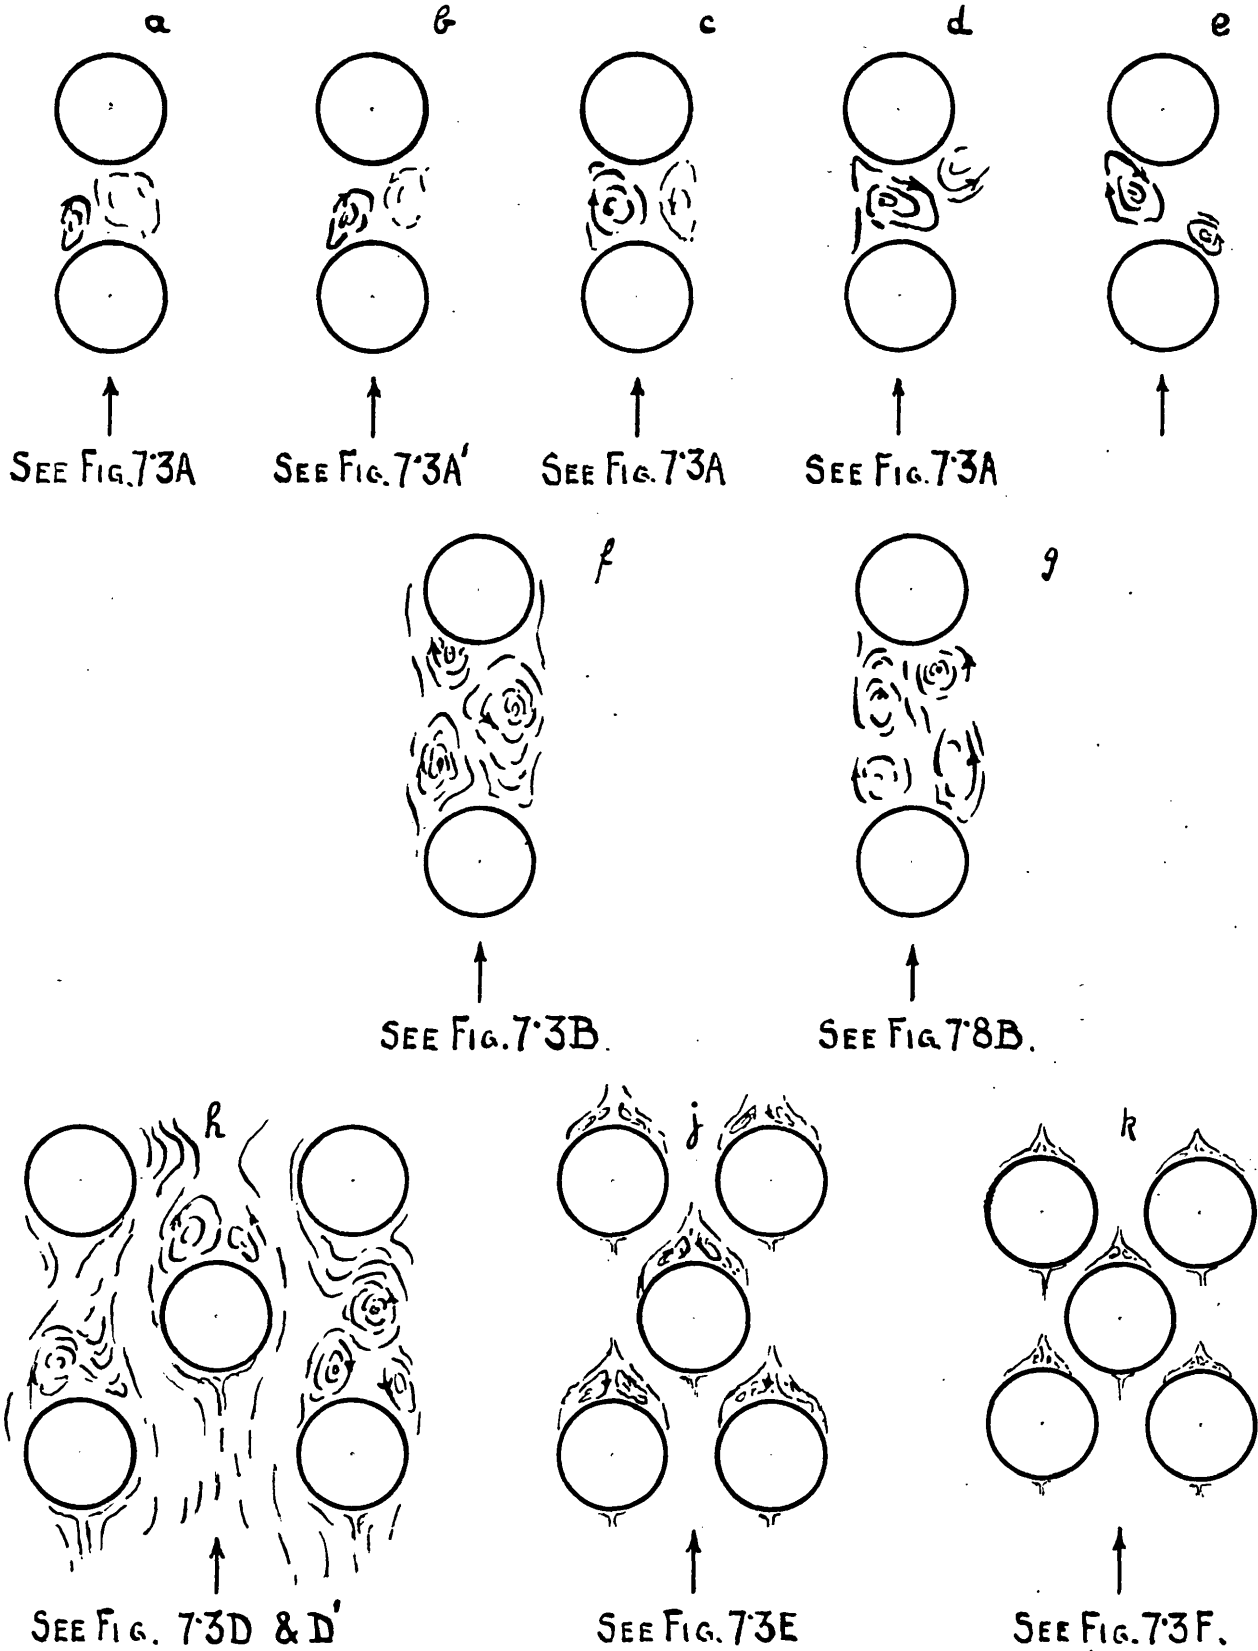 a b c d e
SEE FIG.7·3A SEE FIG.7·3A' SEE FIG.7·3A SEE FIG.7·3A
f g
SEE FIG.7·3B. SEE FIG.7·8B.
h j k
SEE FIG. 7·3D & D' SEE FIG.7·3E SEE FIG.7·3F.